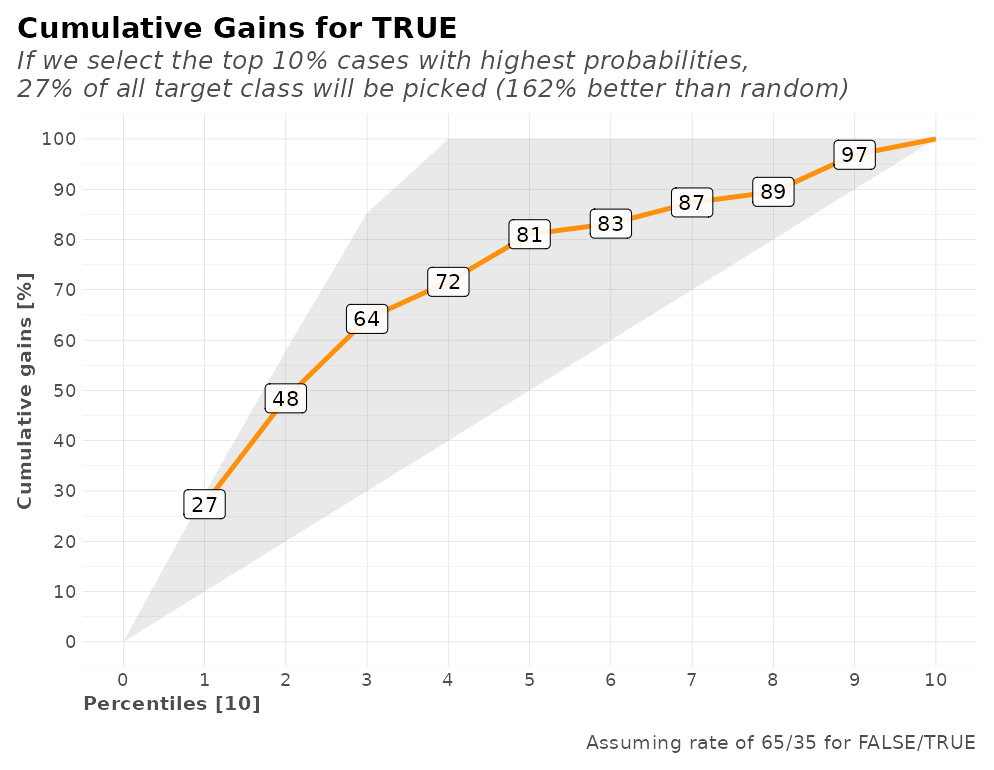 Cumulative Gains for TRUE
If we select the top 10% cases with highest probabilities,
27% of all target class will be picked (162% better than random)
Cumulative gains [%]
100
90
80
70
60
50
40
30
20
10
0
27
48
64
72
81
83
87
89
97
0 1 2 3 4 5 6 7 8 9 10
Percentiles [10]
Assuming rate of 65/35 for FALSE/TRUE